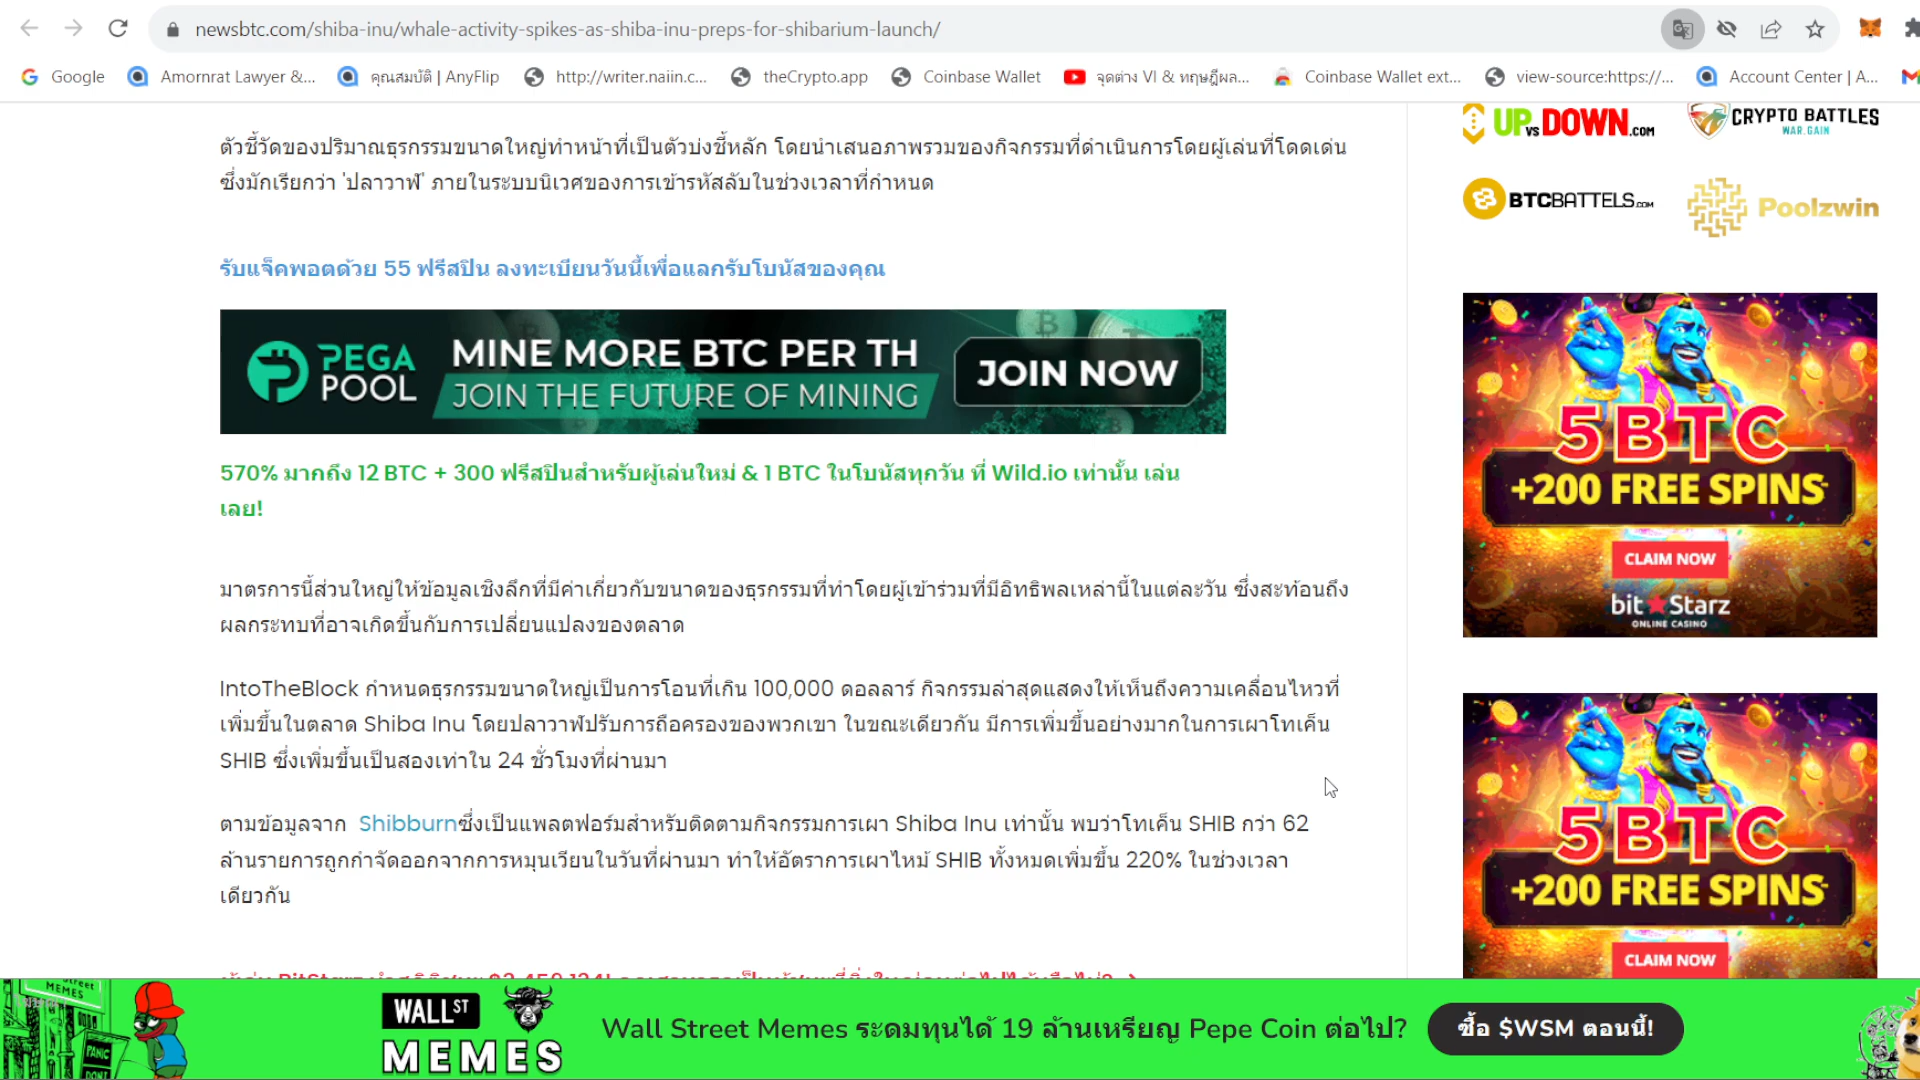 newsbtc.com/shiba-inu/whale-activity-spikes-as-shiba-inu-preps-for-shibarium-launch/
Google
Amornrat Lawyer &...
คุณสมบัติ | AnyFlip
http://writer.naiin.c...
theCrypto.app
Coinbase Wallet
จุดต่าง VI & ทฤษฎีผล...
Coinbase Wallet ext...
view-source:https://...
Account Center | A...
ตัวชี้วัดของปริมาณธุรกรรมขนาดใหญ่ทำหน้าที่เป็นตัวบ่งชี้หลัก โดยนำเสนอภาพรวมของกิจกรรมที่ดำเนินการโดยผู้เล่นที่โดดเด่น
ซึ่งมักเรียกว่า 'ปลาวาฬ' ภายในระบบนิเวศของการเข้ารหัสลับในช่วงเวลาที่กำหนด
รับแจ็คพอตด้วย 55 ฟรีสปิน ลงทะเบียนวันนี้เพื่อแลกรับโบนัสของคุณ
PEGA POOL
MINE MORE BTC PER TH
JOIN THE FUTURE OF MINING
JOIN NOW
570% มากถึง 12 BTC + 300 ฟรีสปินสำหรับผู้เล่นใหม่ & 1 BTC ในโบนัสทุกวัน ที่ Wild.io เท่านั้น เล่น
เลย!
มาตรการนี้ส่วนใหญ่ให้ข้อมูลเชิงลึกที่มีค่าเกี่ยวกับขนาดของธุรกรรมที่ทำโดยผู้เข้าร่วมที่มีอิทธิพลเหล่านี้ในแต่ละวัน ซึ่งสะท้อนถึง
ผลกระทบที่อาจเกิดขึ้นกับการเปลี่ยนแปลงของตลาด
IntoTheBlock กำหนดธุรกรรมขนาดใหญ่เป็นการโอนที่เกิน 100,000 ดอลลาร์ กิจกรรมล่าสุดแสดงให้เห็นถึงความเคลื่อนไหวที่
เพิ่มขึ้นในตลาด Shiba Inu โดยปลาวาฬปรับการถือครองของพวกเขา ในขณะเดียวกัน มีการเพิ่มขึ้นอย่างมากในการเผาโทเค็น
SHIB ซึ่งเพิ่มขึ้นเป็นสองเท่าใน 24 ชั่วโมงที่ผ่านมา
ตามข้อมูลจาก Shibburnซึ่งเป็นแพลตฟอร์มสำหรับติดตามกิจกรรมการเผา Shiba Inu เท่านั้น พบว่าโทเค็น SHIB กว่า 62
ล้านรายการถูกกำจัดออกจากการหมุนเวียนในวันที่ผ่านมา ทำให้อัตราการเผาไหม้ SHIB ทั้งหมดเพิ่มขึ้น 220% ในช่วงเวลา
เดียวกัน
UP vs DOWN.COM
CRYPTO BATTLES
WAR.GAIN
BTCBATTELS.COM
Poolzwin
5BTC
+200 FREE SPINS
CLAIM NOW
bit Starz
ONLINE CASINO
5BTC
+200 FREE SPINS
CLAIM NOW
MEMES
PANIC
WALL ST
MEMES
Wall Street Memes ระดมทุนได้ 19 ล้านเหรียญ Pepe Coin ต่อไป?
ซื้อ $WSM ตอนนี้!